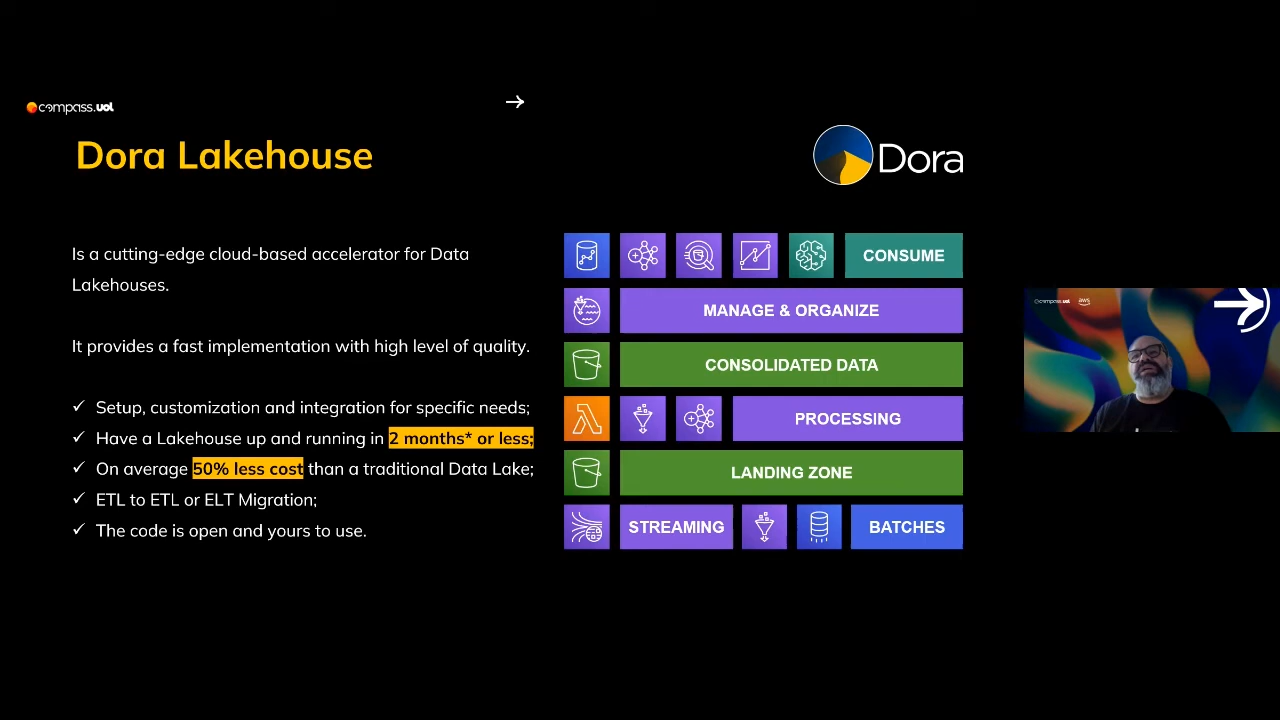 compass.uol
Dora Lakehouse
Dora
Is a cutting-edge cloud-based accelerator for Data
Lakehouses.
It provides a fast implementation with high level of quality.
✓ Setup, customization and integration for specific needs;
✓ Have a Lakehouse up and running in 2 months* or less;
✓ On average 50% less cost than a traditional Data Lake;
✓ ETL to ETL or ELT Migration;
✓ The code is open and yours to use.
CONSUME
MANAGE & ORGANIZE
CONSOLIDATED DATA
PROCESSING
LANDING ZONE
STREAMING
BATCHES
compass.uol
aws